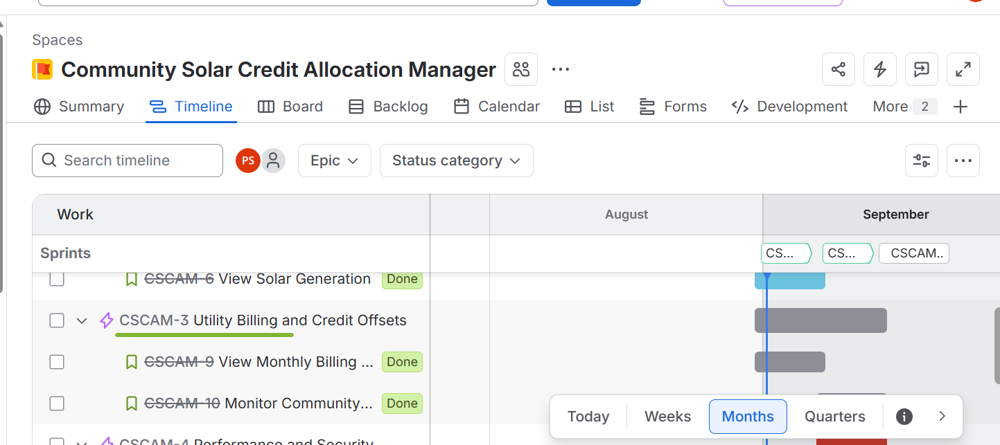 Spaces
Community Solar Credit Allocation Manager
Summary Timeline Board Backlog Calendar List Forms Development More 2
Search timeline PS Epic Status category
Work August September
Sprints CS... CS... CSCAM..
CSCAM-6 View Solar Generation Done
CSCAM-3 Utility Billing and Credit Offsets
CSCAM-9 View Monthly Billing ... Done
CSCAM-10 Monitor Community... Done
Today Weeks Months Quarters
CSCAM-4 Performance and Security